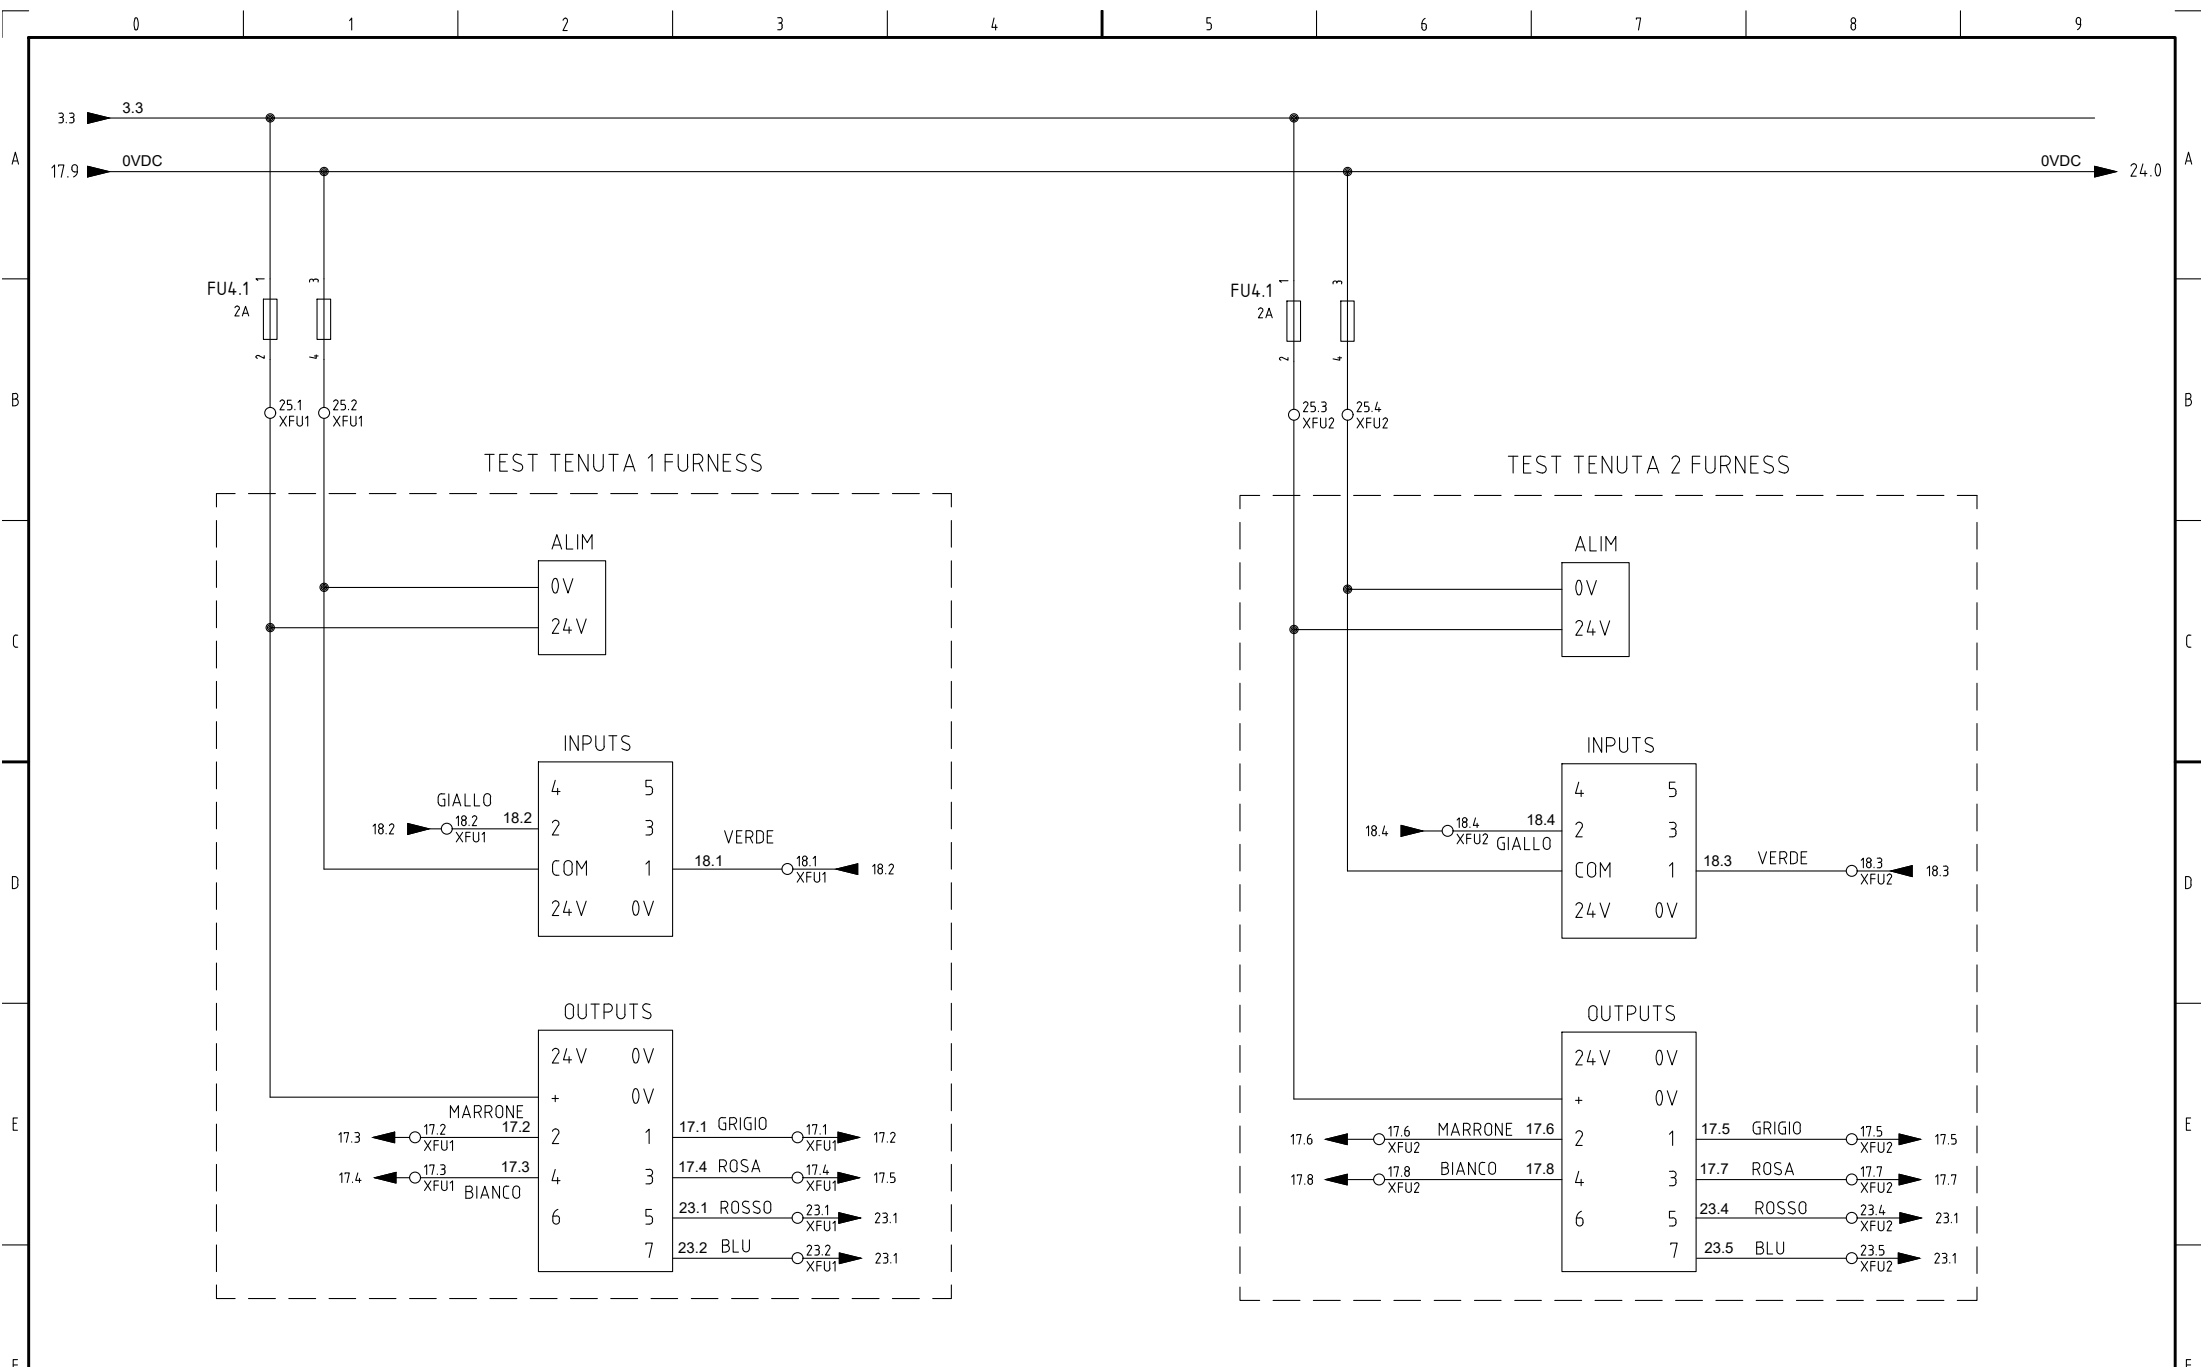 0 1 2 3 4 5 6 7 8 9
3.3 3.3
A A
17.9 0VDC 0VDC 24.0
FU4.1 1 3
2A
2 4
FU4.1 1 3
2A
2 4
B B
25.1 25.2
XFU1 XFU1
25.3 25.4
XFU2 XFU2
TEST TENUTA 1 FURNESS
ALIM
0V
24V
INPUTS
4 5
GIALLO
18.2 18.2 18.2 2 3
XFU1
VERDE
COM 1 18.1 18.1 18.2
XFU1
24V 0V
OUTPUTS
24V 0V
+ 0V
MARRONE
17.3 17.2 17.2 2 1 17.1 GRIGIO 17.1 17.2
XFU1 XFU1
17.4 17.3 17.3 4 3 17.4 ROSA 17.4 17.5
XFU1 BIANCO XFU1
6 5 23.1 ROSSO 23.1 23.1
XFU1
7 23.2 BLU 23.2 23.1
XFU1
TEST TENUTA 2 FURNESS
ALIM
0V
24V
INPUTS
4 5
18.4 18.4 18.4 2 3
XFU2 GIALLO
COM 1 18.3 VERDE 18.3 18.3
XFU2
24V 0V
OUTPUTS
24V 0V
+ 0V
17.6 17.6 MARRONE 17.6 2 1 17.5 GRIGIO 17.5 17.5
XFU2 XFU2
17.8 17.8 BIANCO 17.8 4 3 17.7 ROSA 17.7 17.7
XFU2 XFU2
6 5 23.4 ROSSO 23.4 23.1
XFU2
7 23.5 BLU 23.5 23.1
XFU2
C C
D D
E E